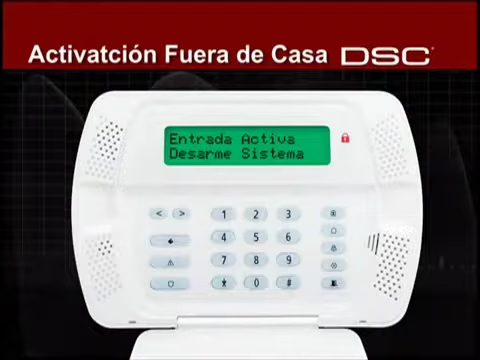 Activatción Fuera de Casa DSC
Entrada Activa
Desarme Sistema
< >
1 2 3
4 5 6
7 8 9
* 0 #